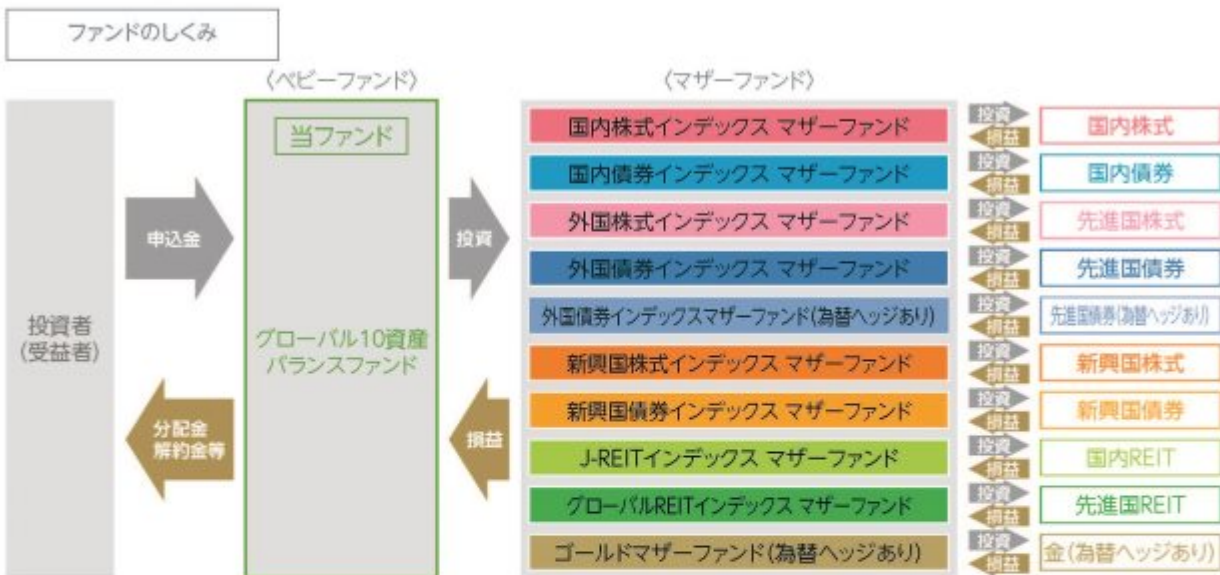 ファンドのしくみ
〈ベビーファンド〉
〈マザーファンド〉
投資者
(受益者)
申込金
分配金
解約金等
当ファンド
グローバル10資産
バランスファンド
投資
損益
国内株式インデックス マザーファンド
投資
損益
国内株式
国内債券インデックス マザーファンド
投資
損益
国内債券
外国株式インデックス マザーファンド
投資
損益
先進国株式
外国債券インデックス マザーファンド
投資
損益
先進国債券
外国債券インデックスマザーファンド(為替ヘッジあり)
投資
損益
先進国債券(為替ヘッジあり)
新興国株式インデックス マザーファンド
投資
損益
新興国株式
新興国債券インデックス マザーファンド
投資
損益
新興国債券
J-REITインデックス マザーファンド
投資
損益
国内REIT
グローバルREITインデックス マザーファンド
投資
損益
先進国REIT
ゴールドマザーファンド(為替ヘッジあり)
投資
損益
金(為替ヘッジあり)